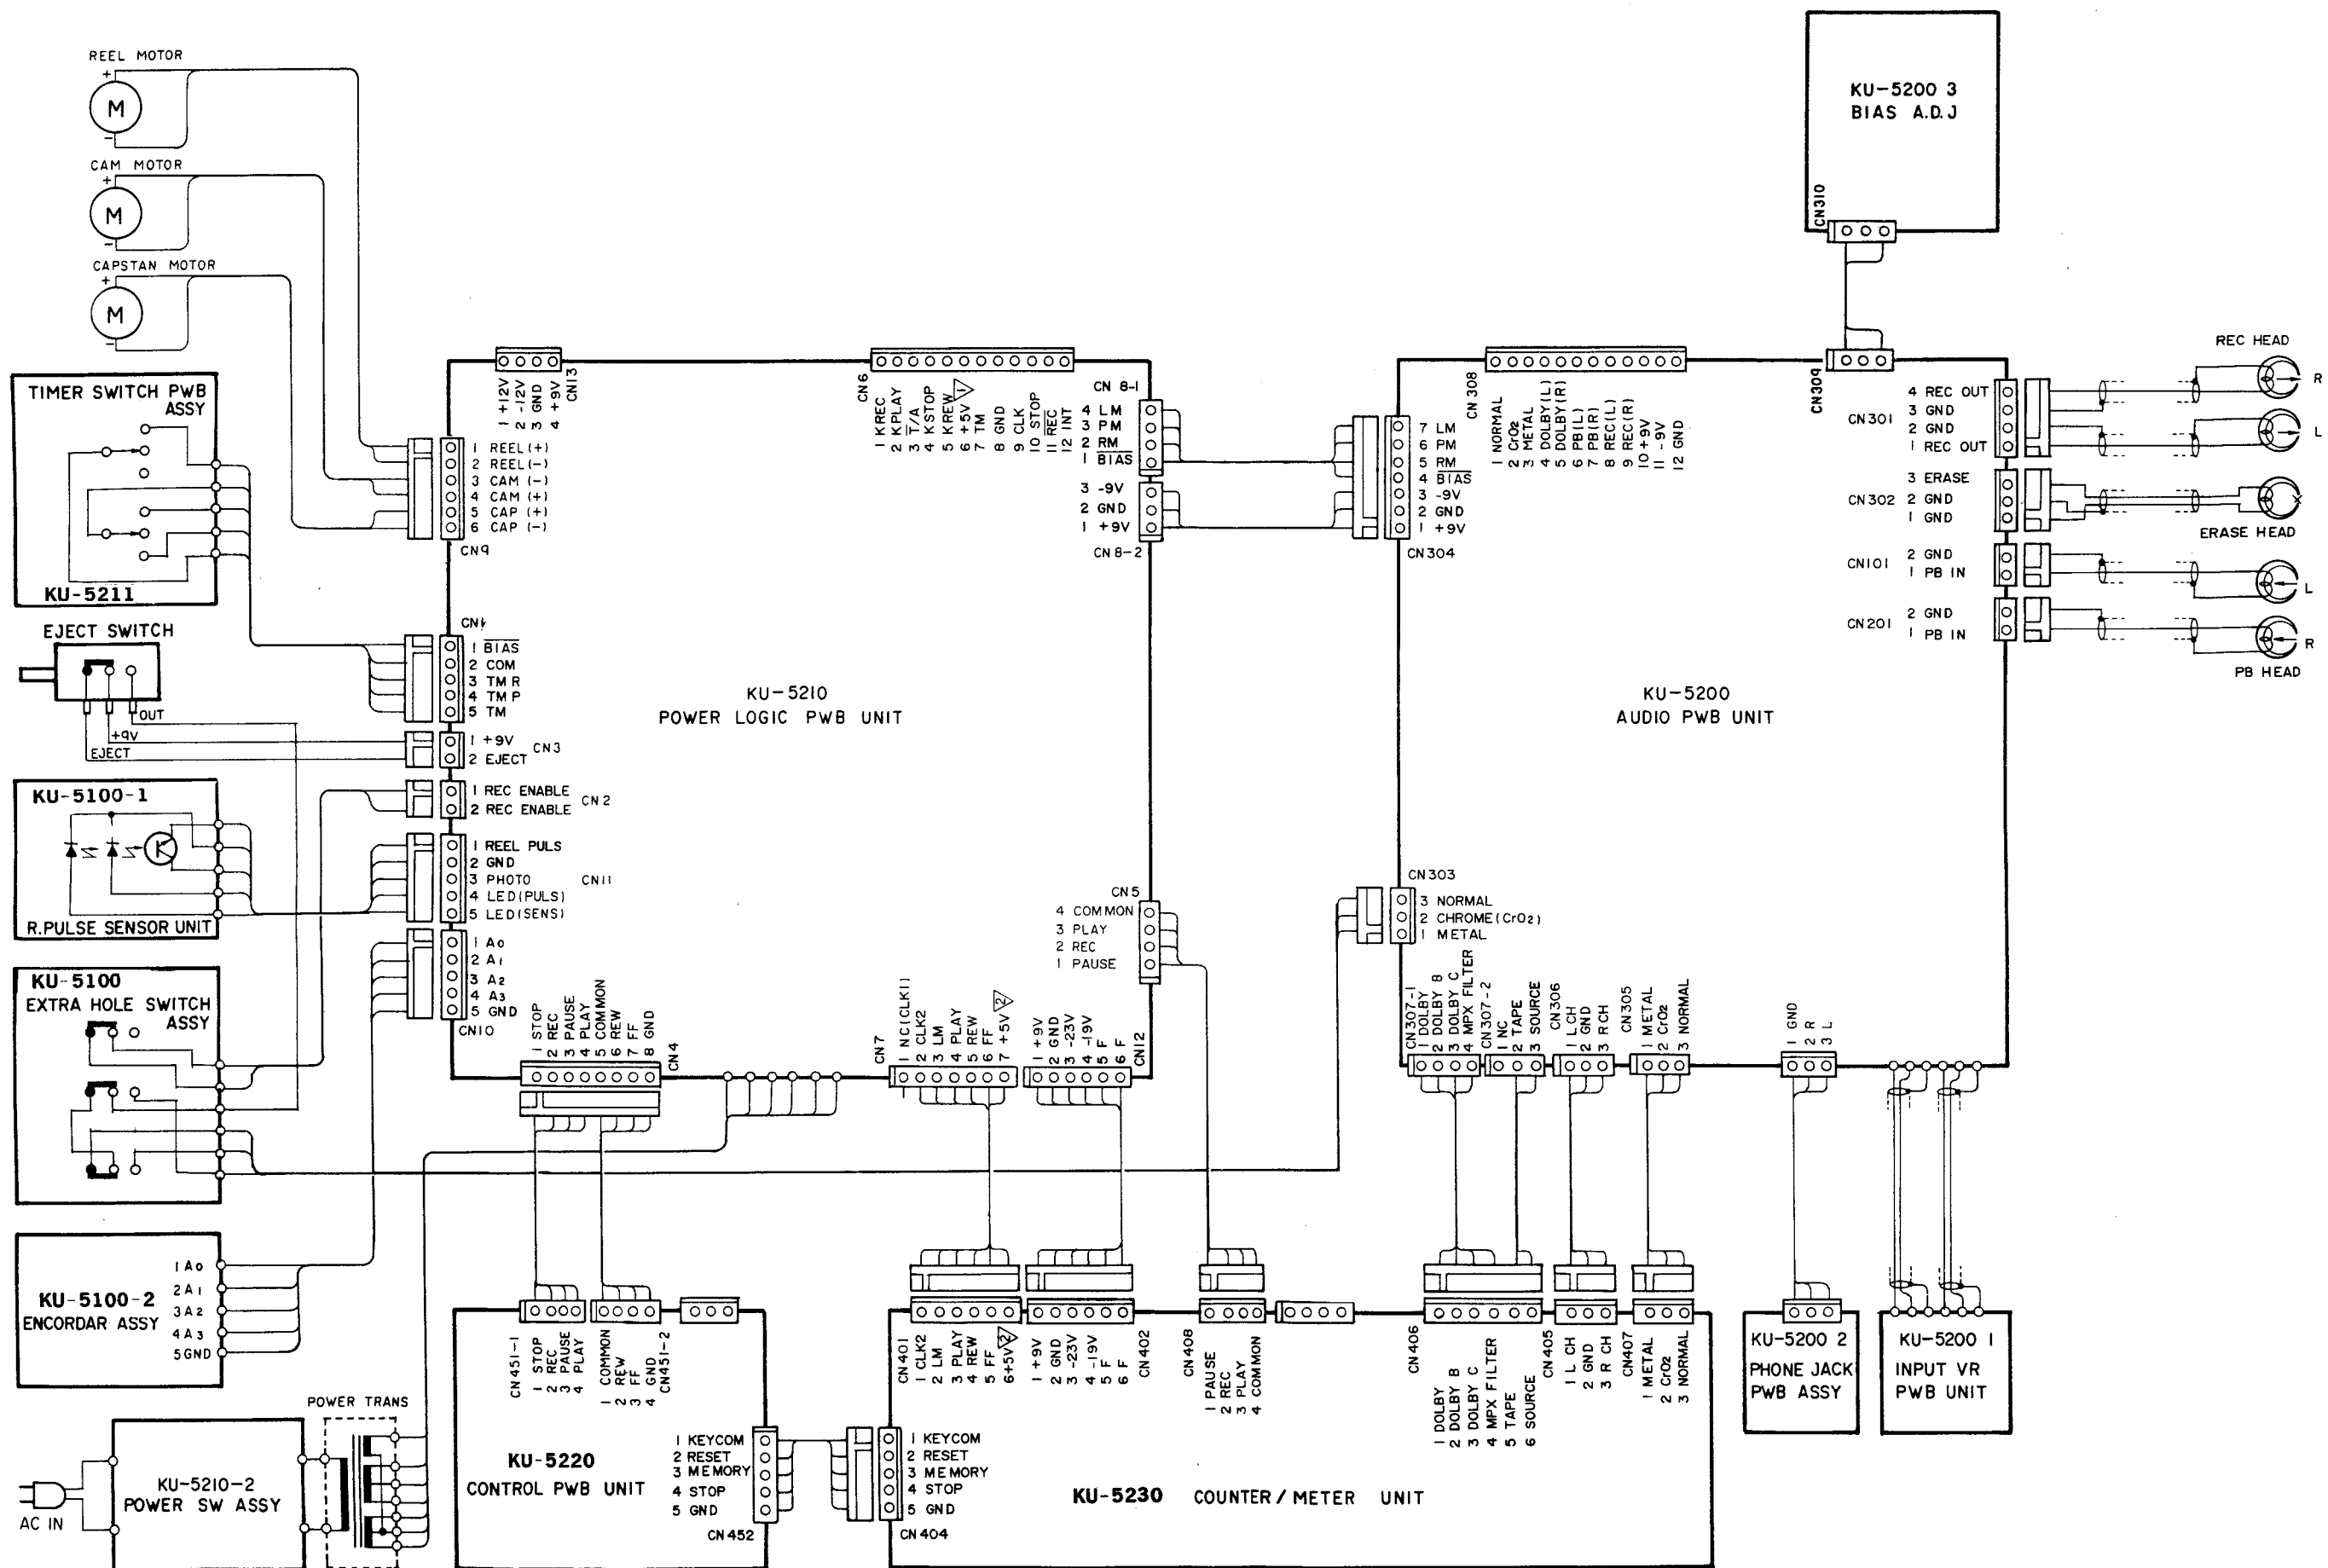 REEL MOTOR
+
M
-
CAM MOTOR
+
M
-
CAPSTAN MOTOR
+
M
-
TIMER SWITCH PWB
ASSY
KU-5211
EJECT SWITCH
OUT
+9V
EJECT
KU-5100-1
R.PULSE SENSOR UNIT
KU-5100
EXTRA HOLE SWITCH
ASSY
KU-5100-2
ENCORDAR ASSY
1 A0
2 A1
3 A2
4 A3
5 GND
AC IN
KU-5210-2
POWER SW ASSY
POWER TRANS
KU-5210
POWER LOGIC PWB UNIT
CN13
1 +12V
2 -12V
3 GND
4 +9V
CN6
1 KREC
2 KPLAY
3 T/A
4 KSTOP
5 KREW
6 +5V 1
7 TM
8 GND
9 CLK
10 STOP
11 REC
12 INT
CN 8-1
4 LM
3 PM
2 RM
1 BIAS
3 -9V
2 GND
1 +9V
CN 8-2
1 REEL (+)
2 REEL (-)
3 CAM (-)
4 CAM (+)
5 CAP (+)
6 CAP (-)
CN9
CN1
1 BIAS
2 COM
3 TM R
4 TM P
5 TM
1 +9V
2 EJECT
CN3
1 REC ENABLE
2 REC ENABLE
CN 2
1 REEL PULS
2 GND
3 PHOTO
4 LED(PULS)
5 LED(SENS)
CN11
1 A0
2 A1
3 A2
4 A3
5 GND
CN10
1 STOP
2 REC
3 PAUSE
4 PLAY
5 COMMON
6 REW
7 FF
8 GND
CN4
CN5
4 COMMON
3 PLAY
2 REC
1 PAUSE
CN7
1 NC(CLK1)
2 CLK2
3 LM
4 PLAY
5 REW
6 FF
7 +5V 2
1 +9V
2 GND
3 -23V
4 -19V
5 F
6 F
CN12
KU-5200
AUDIO PWB UNIT
CN 308
1 NORMAL
2 CrO2
3 METAL
4 DOLBY(L)
5 DOLBY(R)
6 PB(L)
7 PB(R)
8 REC(L)
9 REC(R)
10 +9V
11 -9V
12 GND
7 LM
6 PM
5 RM
4 BIAS
3 -9V
2 GND
1 +9V
CN 304
KU-5200 3
BIAS A.D.J
CN310
CN309
4 REC OUT
3 GND
2 GND
1 REC OUT
CN301
3 ERASE
2 GND
1 GND
CN302
2 GND
1 PB IN
CN101
2 GND
1 PB IN
CN201
REC HEAD
R
L
ERASE HEAD
L
R
PB HEAD
CN303
3 NORMAL
2 CHROME(CrO2)
1 METAL
CN307-1
1 DOLBY
2 DOLBY B
3 DOLBY C
4 MPX FILTER
CN307-2
1 NC
2 TAPE
3 SOURCE
CN306
1 LCH
2 GND
3 RCH
CN305
1 METAL
2 CrO2
3 NORMAL
1 GND
2 R
3 L
KU-5220
CONTROL PWB UNIT
CN451-1
1 STOP
2 REC
3 PAUSE
4 PLAY
1 COMMON
2 REW
3 FF
4 GND
CN451-2
1 KEYCOM
2 RESET
3 MEMORY
4 STOP
5 GND
CN 452
KU-5230 COUNTER/METER UNIT
CN401
1 CLK2
2 LM
3 PLAY
4 REW
5 FF
6+5V 2
1 +9V
2 GND
3 -23V
4 -19V
5 F
6 F
CN402
CN408
1 PAUSE
2 REC
3 PLAY
4 COMMON
CN406
1 DOLBY
2 DOLBY B
3 DOLBY C
4 MPX FILTER
5 TAPE
6 SOURCE
CN405
1 L CH
2 GND
3 R CH
CN407
1 METAL
2 CrO2
3 NORMAL
1 KEYCOM
2 RESET
3 MEMORY
4 STOP
5 GND
CN 404
KU-5200 2
PHONE JACK
PWB ASSY
KU-5200 1
INPUT VR
PWB UNIT